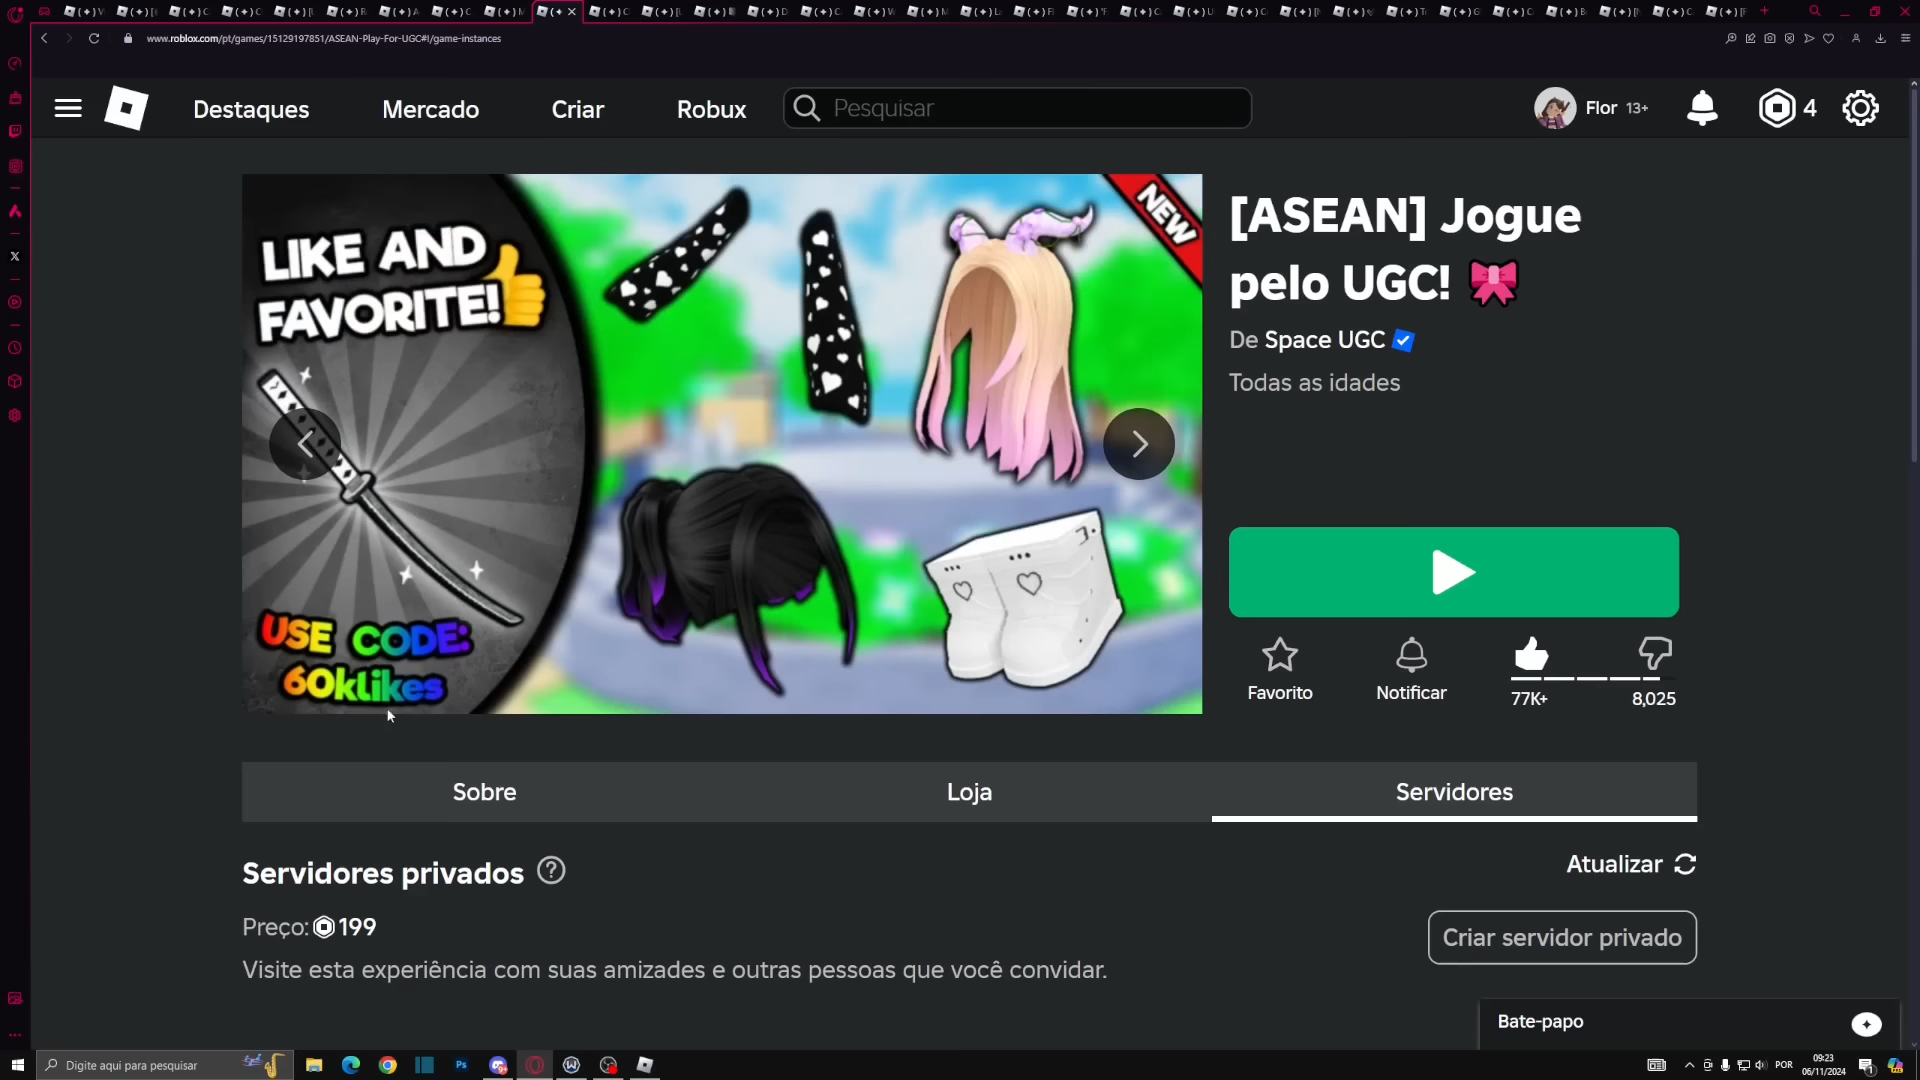 www.roblox.com/pt/games/15129197851/ASEAN-Play-For-UGC#!/game-instances
Destaques
Mercado
Criar
Robux
Pesquisar
Flor 13+
4
LIKE AND
FAVORITE!
NEW
USE CODE:
60klikes
[ASEAN] Jogue
pelo UGC!
De Space UGC
Todas as idades
Favorito
Notificar
77K+
8,025
Sobre
Loja
Servidores
Servidores privados
Atualizar
Preço: 199
Criar servidor privado
Visite esta experiência com suas amizades e outras pessoas que você convidar.
Bate-papo
Digite aqui para pesquisar
POR
09:23
06/11/2024